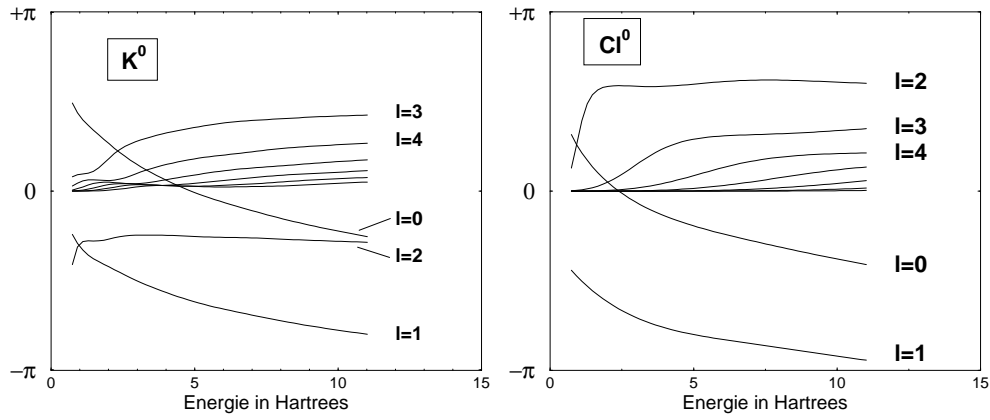 +π
K⁰
l=3
l=4
0
l=0
l=2
l=1
−π
0
5
10
15
Energie in Hartrees
+π
Cl⁰
l=2
l=3
l=4
0
l=0
l=1
−π
0
5
10
15
Energie in Hartrees